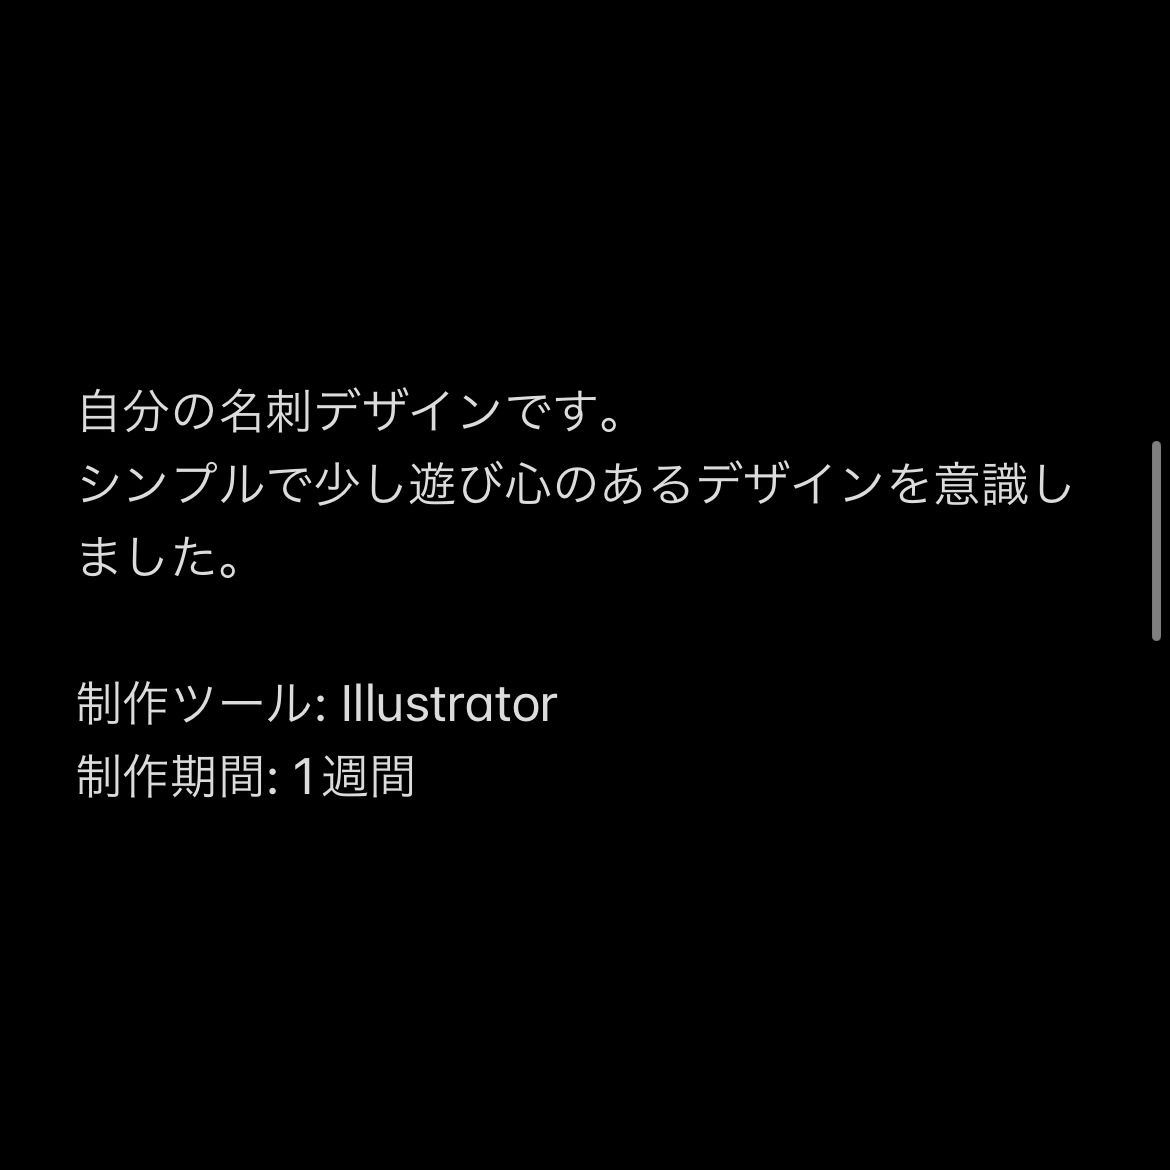 自分の名刺デザインです。
シンプルで少し遊び心のあるデザインを意識し
ました。
制作ツール: Illustrator
制作期間: 1週間